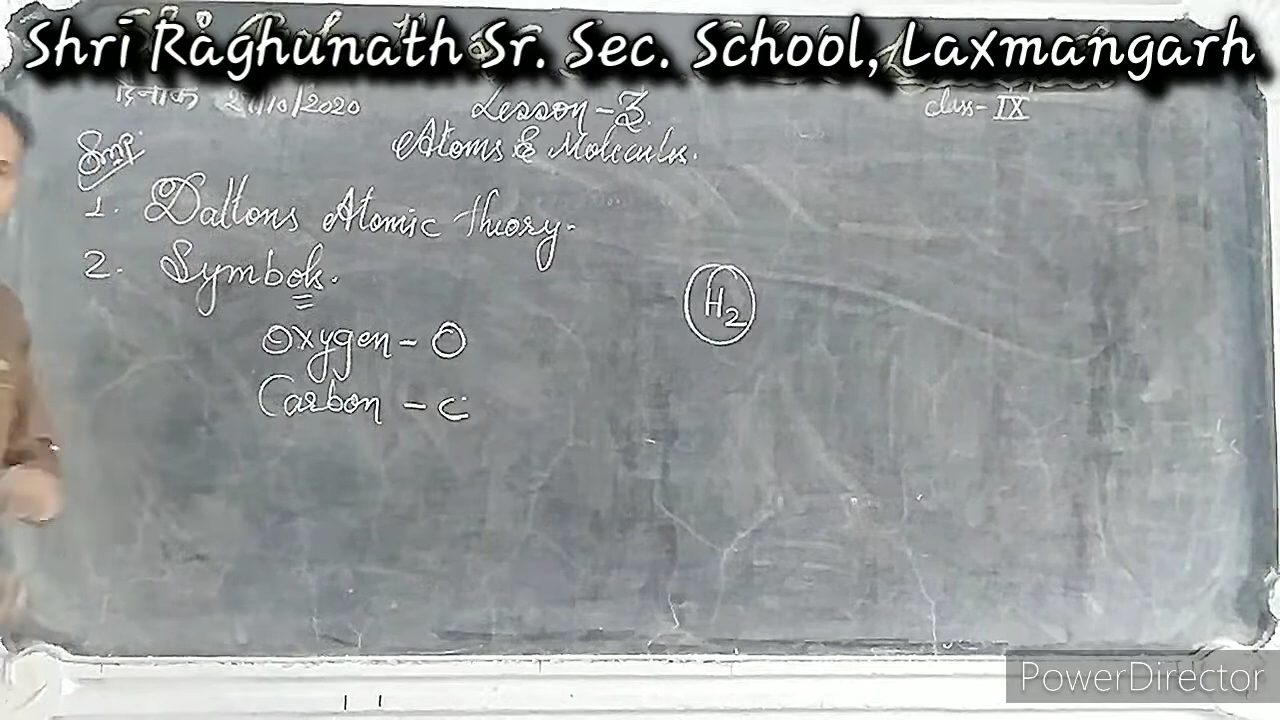 Shri Raghunath Sr. Sec. School, Laxmangarh
दिनांक /10/2020
Lesson-3.
Class-IX
Atoms & Molecules.
Imp.
1. Daltons Atomic theory.
2. Symbols.
H2
Oxygen - O
Carbon - C
PowerDirector